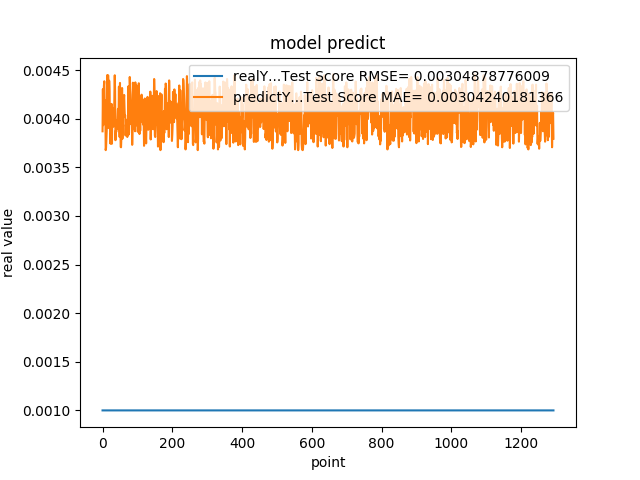 model predict
realY...Test Score RMSE= 0.00304878776009
predictY...Test Score MAE= 0.00304240181366
0.0045
0.0040
0.0035
0.0030
0.0025
0.0020
0.0015
0.0010
real value
0 200 400 600 800 1000 1200
point